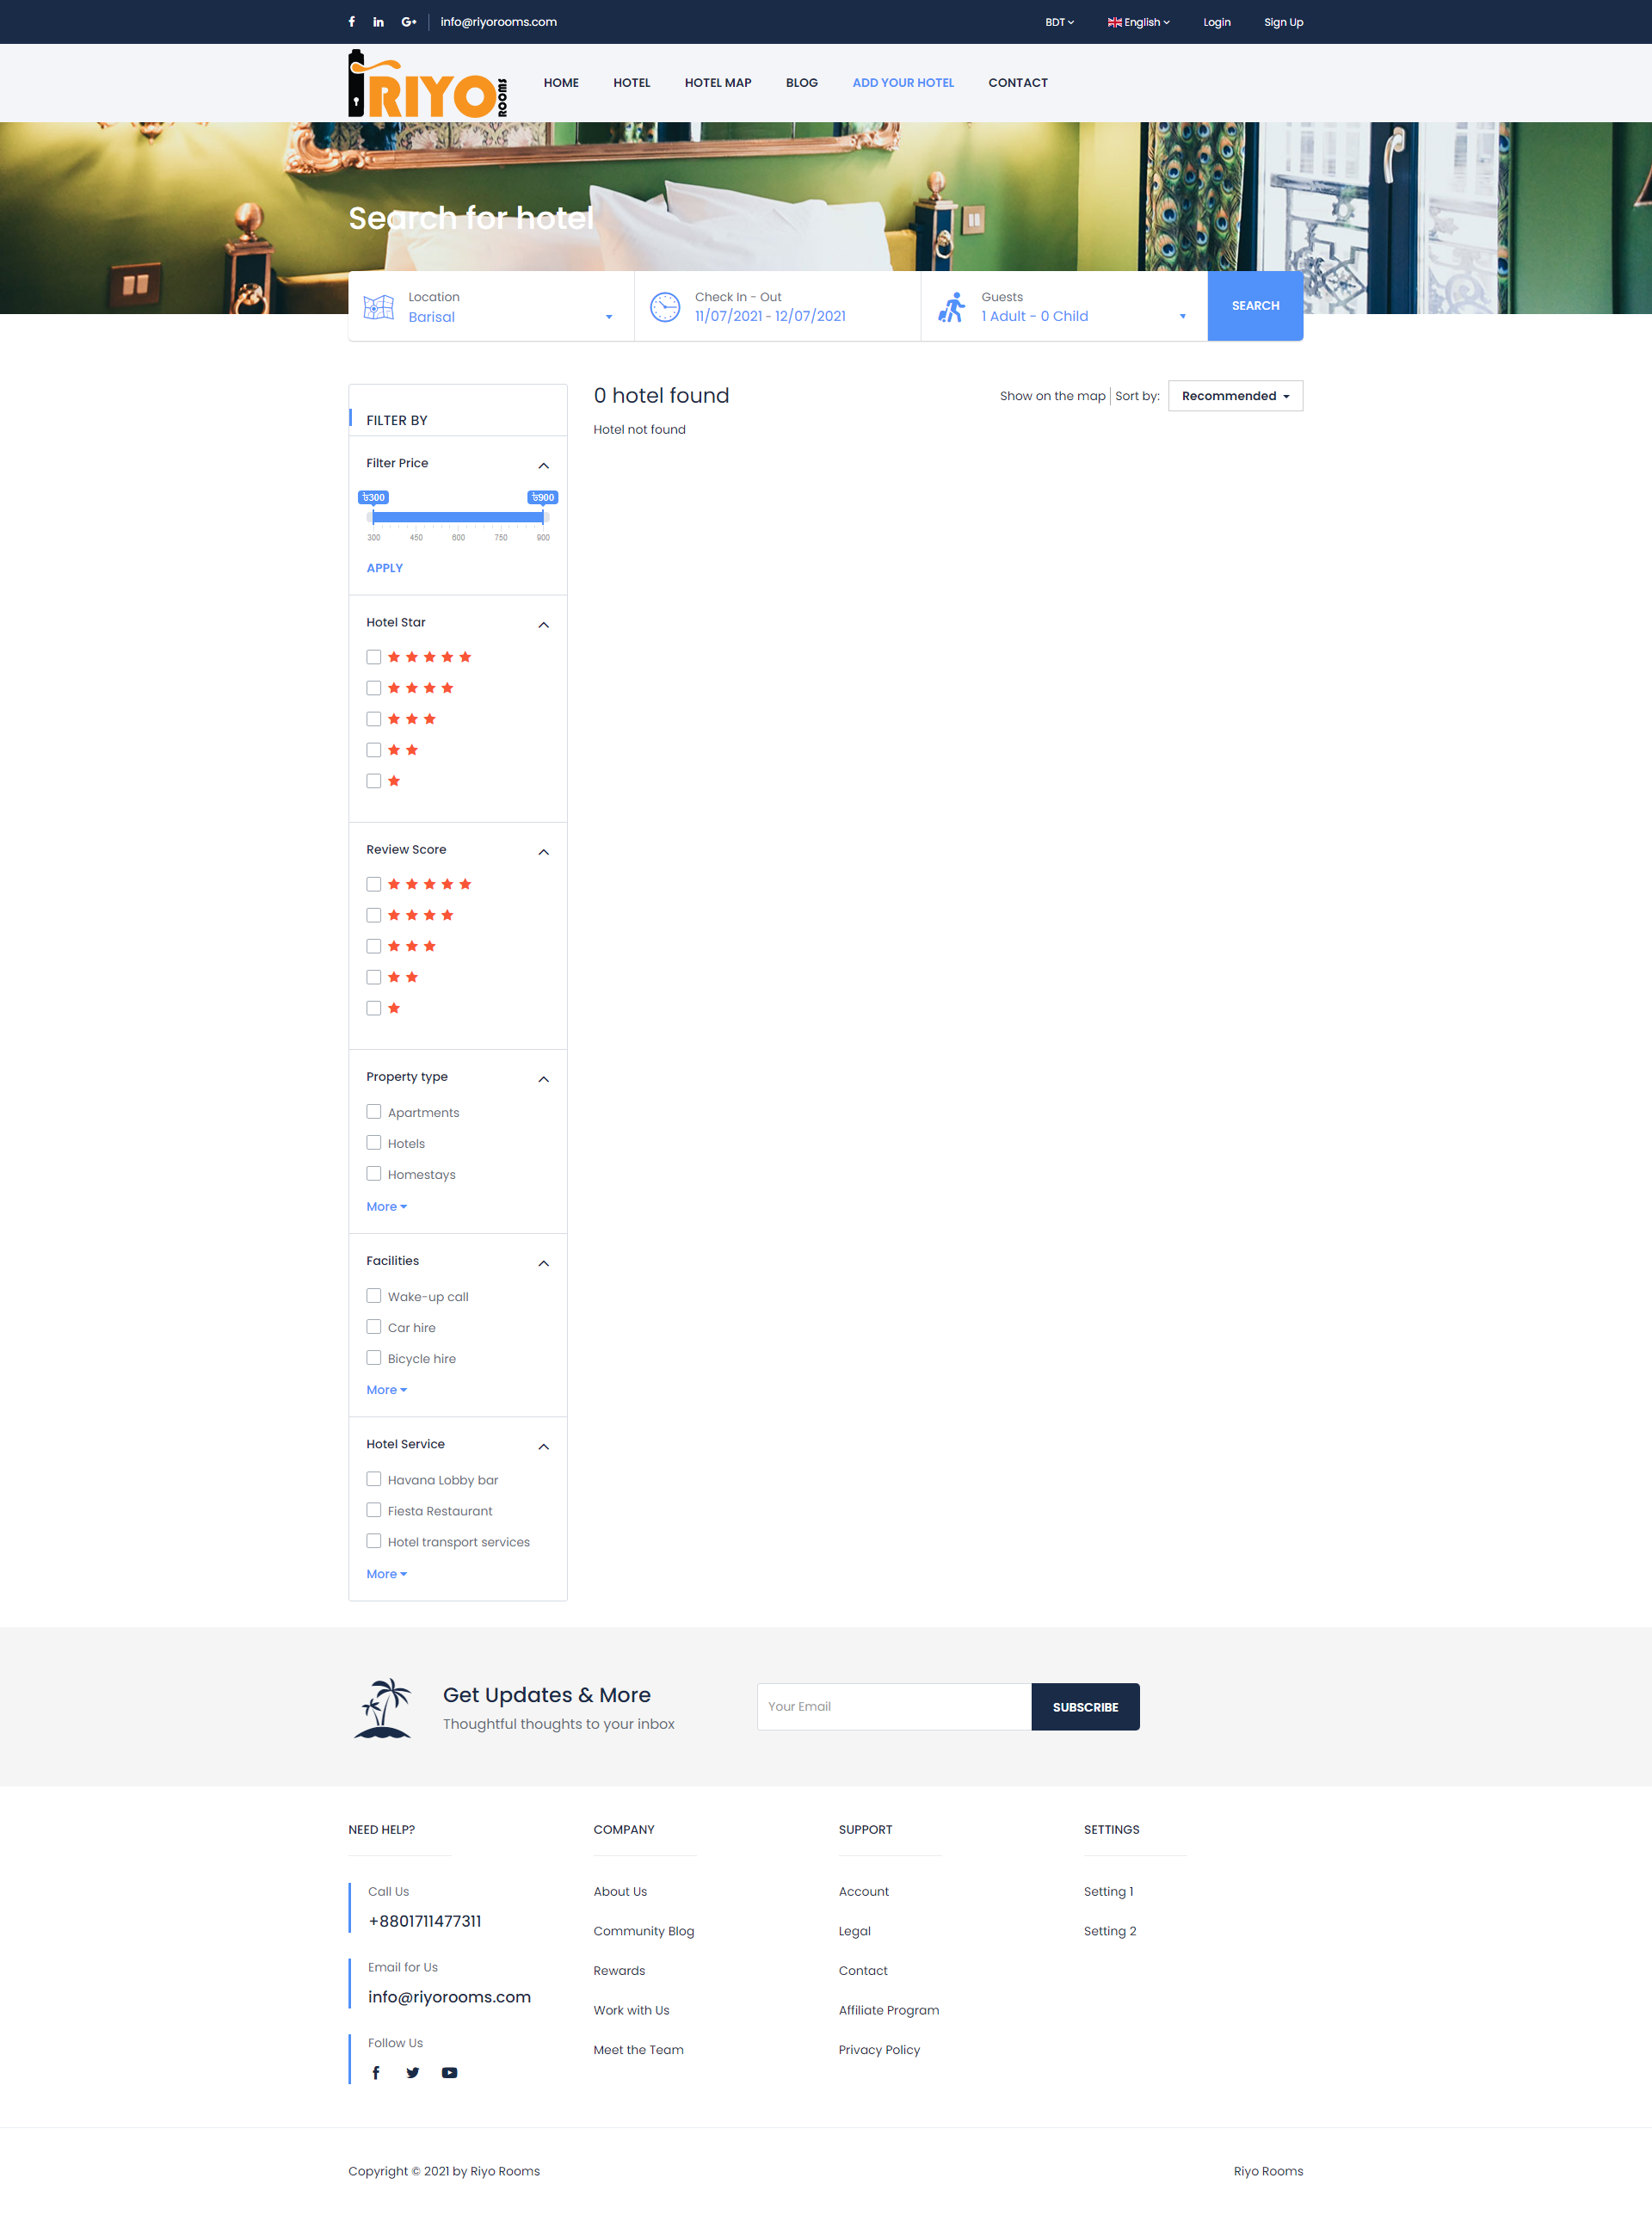 info@riyorooms.com
BDT
English
Login
Sign Up
RIYO ROOMS
HOME
HOTEL
HOTEL MAP
BLOG
ADD YOUR HOTEL
CONTACT
Search for hotel
Location
Barisal
Check In - Out
11/07/2021 - 12/07/2021
Guests
1 Adult - 0 Child
SEARCH
FILTER BY
Filter Price
৳300
৳900
300 450 600 750 900
APPLY
Hotel Star
Review Score
Property type
Apartments
Hotels
Homestays
More
Facilities
Wake-up call
Car hire
Bicycle hire
More
Hotel Service
Havana Lobby bar
Fiesta Restaurant
Hotel transport services
More
0 hotel found
Show on the map
Sort by:
Recommended
Hotel not found
Get Updates & More
Thoughtful thoughts to your inbox
Your Email
SUBSCRIBE
NEED HELP?
Call Us
+8801711477311
Email for Us
info@riyorooms.com
Follow Us
COMPANY
About Us
Community Blog
Rewards
Work with Us
Meet the Team
SUPPORT
Account
Legal
Contact
Affiliate Program
Privacy Policy
SETTINGS
Setting 1
Setting 2
Copyright © 2021 by Riyo Rooms
Riyo Rooms